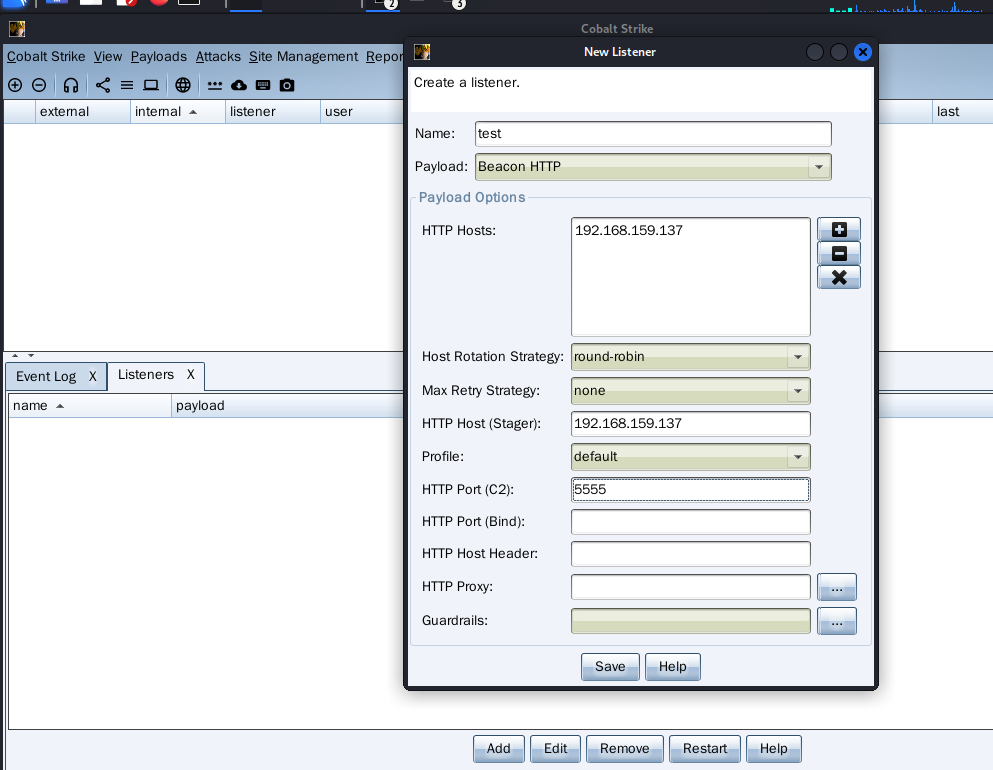 2
3
Cobalt Strike
New Listener
Cobalt Strike View Payloads Attacks Site Management Repor
Create a listener.
external internal listener user last
Name: test
Payload: Beacon HTTP
Payload Options
HTTP Hosts: 192.168.159.137
Host Rotation Strategy: round-robin
Max Retry Strategy: none
HTTP Host (Stager): 192.168.159.137
Profile: default
HTTP Port (C2): 5555
HTTP Port (Bind):
HTTP Host Header:
HTTP Proxy: ...
Guardrails: ...
Save Help
Event Log X Listeners X
name payload
Add Edit Remove Restart Help